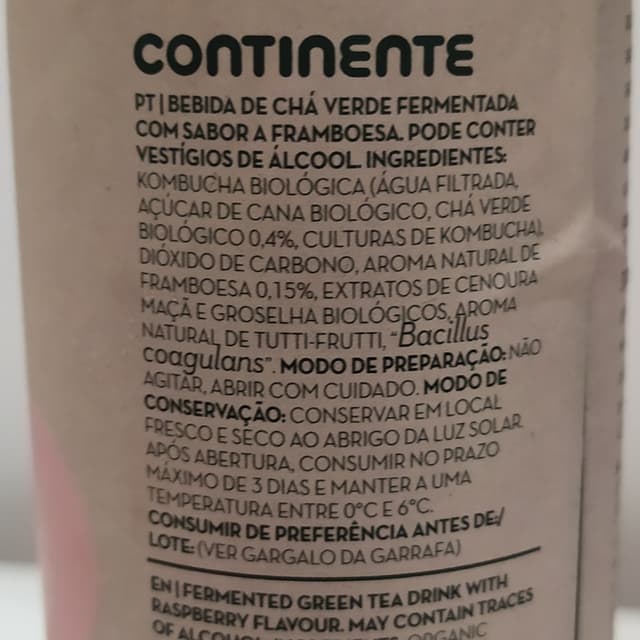 CONTINENTE
PT | BEBIDA DE CHÁ VERDE FERMENTADA
COM SABOR A FRAMBOESA. PODE CONTER
VESTÍGIOS DE ÁLCOOL. INGREDIENTES:
KOMBUCHA BIOLÓGICA (ÁGUA FILTRADA,
AÇÚCAR DE CANA BIOLÓGICO, CHÁ VERDE
BIOLÓGICO 0,4%, CULTURAS DE KOMBUCHA),
DIÓXIDO DE CARBONO, AROMA NATURAL DE
FRAMBOESA 0,15%, EXTRATOS DE CENOURA
MAÇÃ E GROSELHA BIOLÓGICOS, AROMA
NATURAL DE TUTTI-FRUTTI, "Bacillus
coagulans". MODO DE PREPARAÇÃO: NÃO
AGITAR, ABRIR COM CUIDADO. MODO DE
CONSERVAÇÃO: CONSERVAR EM LOCAL
FRESCO E SECO AO ABRIGO DA LUZ SOLAR.
APÓS ABERTURA, CONSUMIR NO PRAZO
MÁXIMO DE 3 DIAS E MANTER A UMA
TEMPERATURA ENTRE 0°C E 6°C.
CONSUMIR DE PREFERÊNCIA ANTES DE:/
LOTE: (VER GARGALO DA GARRAFA)
EN | FERMENTED GREEN TEA DRINK WITH
RASPBERRY FLAVOUR. MAY CONTAIN TRACES
OF ALCOHOL. INGREDIENTS: ORGANIC